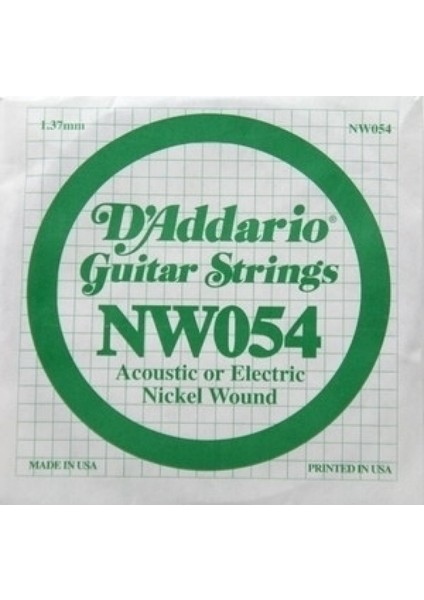 1.37mm NW054
D'Addario®
Guitar Strings
NW054
Acoustic or Electric
Nickel Wound
MADE IN USA PRINTED IN USA